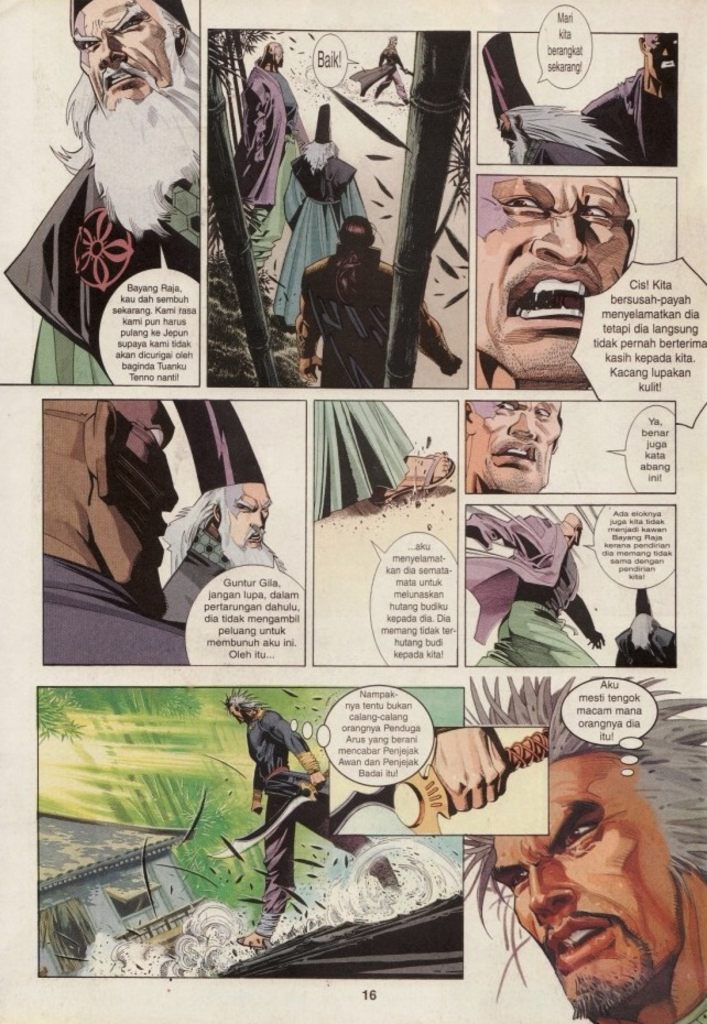 Bayang Raja,
kau dah sembuh
sekarang. Kami rasa
kami pun harus
pulang ke Jepun
supaya kami tidak
akan dicurigai oleh
baginda Tuanku
Tenno nanti!
Baik!
Mari
kita
berangkat
sekarang!
Cis! Kita
bersusah-payah
menyelamatkan dia
tetapi dia langsung
tidak pernah berterima
kasih kepada kita.
Kacang lupakan
kulit!
Guntur Gila,
jangan lupa, dalam
pertarungan dahulu,
dia tidak mengambil
peluang untuk
membunuh aku ini.
Oleh itu...
...aku
menyelamat-
kan dia semata-
mata untuk
melunaskan
hutang budiku
kepada dia. Dia
memang tidak ter-
hutang budi
kepada kita!
Ya,
benar
juga
kata
abang
ini!
Ada eloknya
juga kita tidak
kawan
Bayang Raja
kerana pendirian
dia memang tidak
sama dengan
pendirian
kita!
Nampak-
nya tentu bukan
calang-calang
orangnya Penduga
Arus yang berani
mencabar Penjejak
Awan dan Penjejak
Badai itu!
Aku
mesti tengok
macam mana
orangnya dia
itu!
16